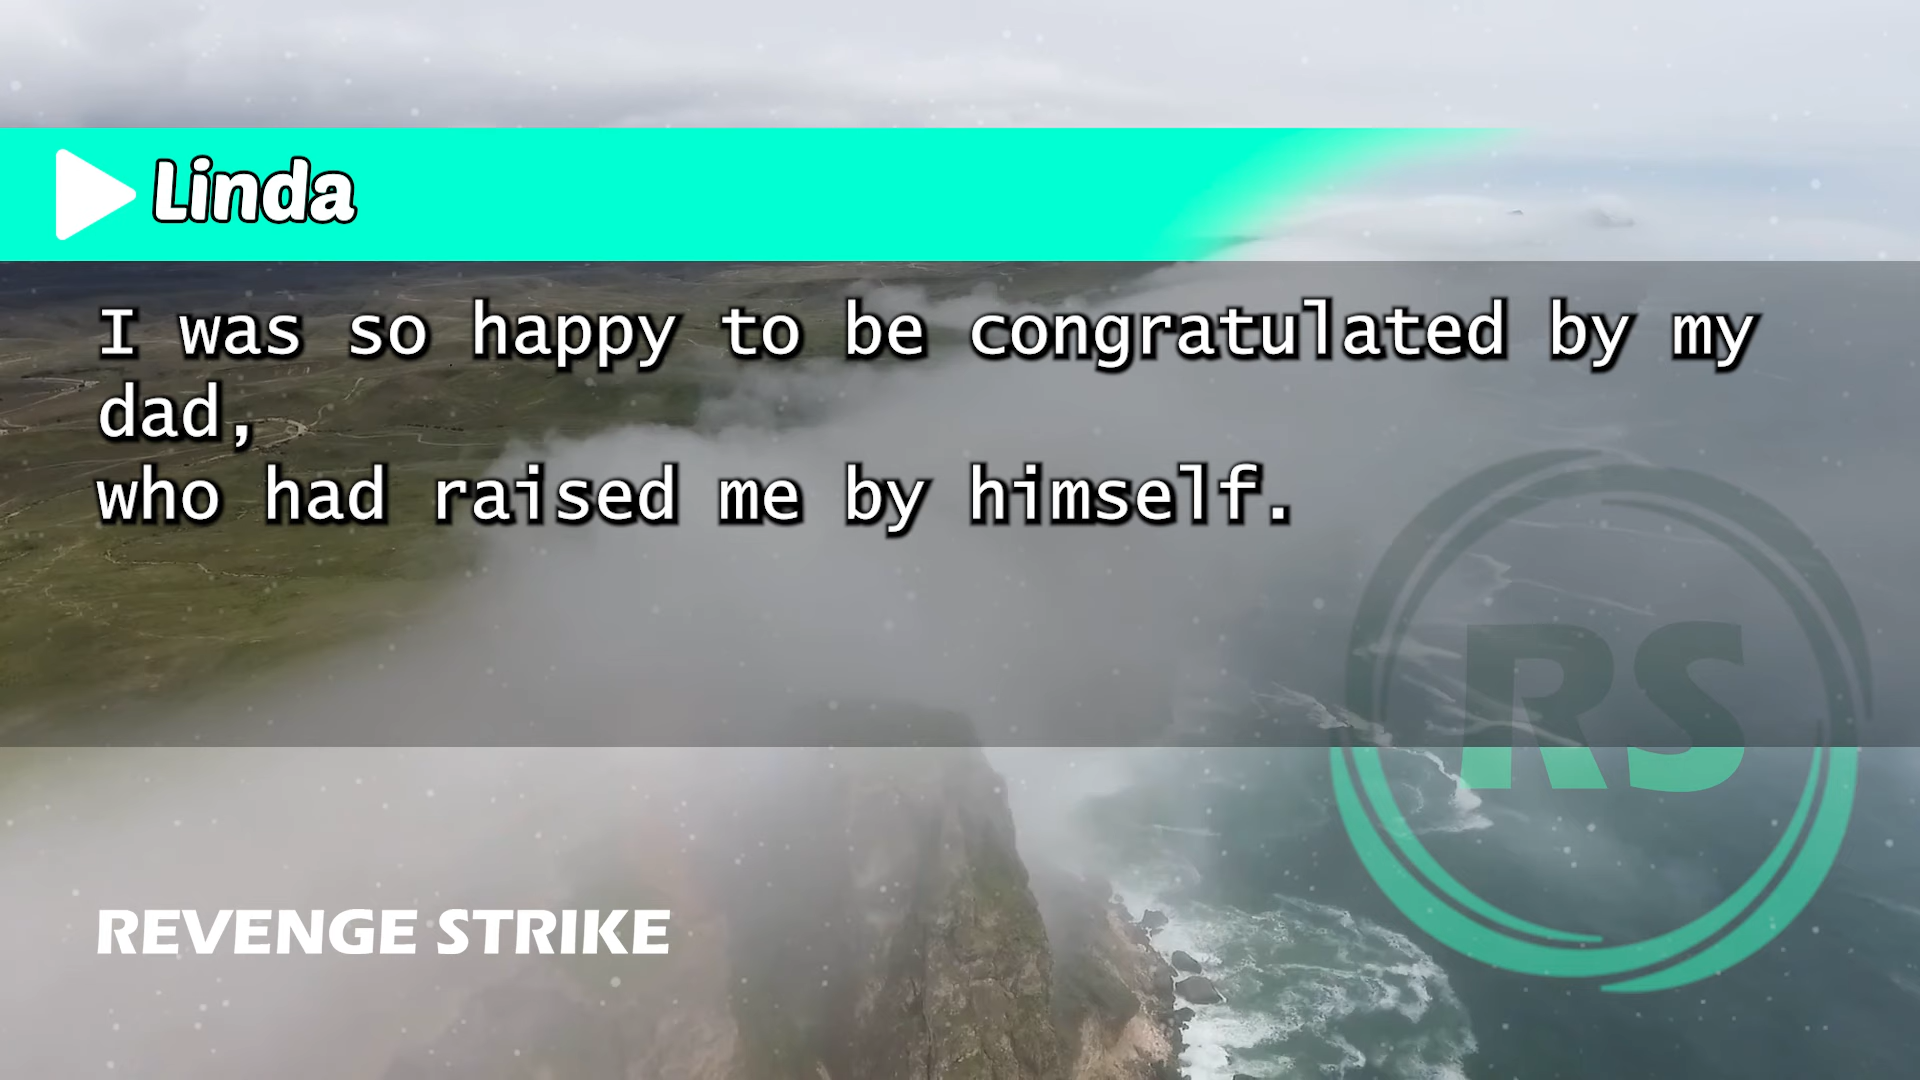 Linda
I was so happy to be congratulated by my
dad,
who had raised me by himself.
RS
REVENGE STRIKE